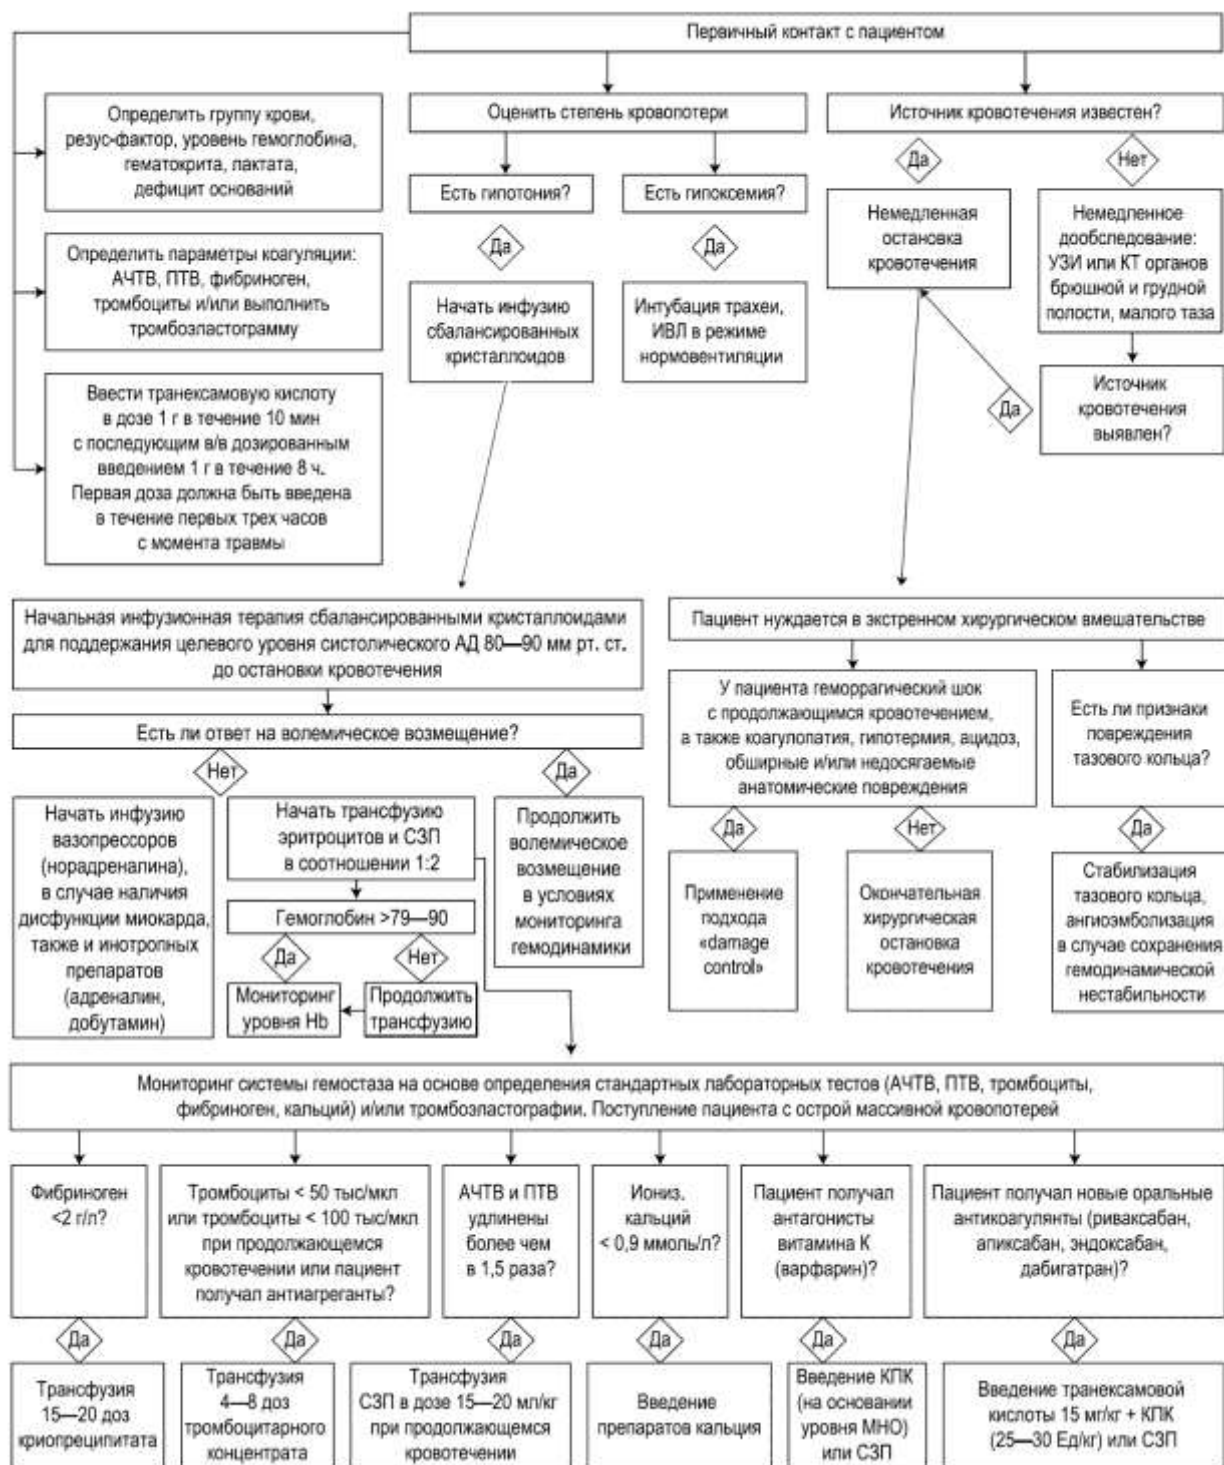 Первичный контакт с пациентом
Определить группу крови,
резус-фактор, уровень гемоглобина,
гематокрита, лактата,
дефицит оснований
Определить параметры коагуляции:
АЧТВ, ПТВ, фибриноген,
тромбоциты и/или выполнить
тромбоэластограмму
Ввести транексамовую кислоту
в дозе 1 г в течение 10 мин
с последующим в/в дозированным
введением 1 г в течение 8 ч.
Первая доза должна быть введена
в течение первых трех часов
с момента травмы
Оценить степень кровопотери
Есть гипотония?
Да
Начать инфузию
сбалансированных
кристаллоидов
Есть гипоксемия?
Да
Интубация трахеи,
ИВЛ в режиме
нормовентиляции
Источник кровотечения известен?
Да
Немедленная
остановка
кровотечения
Нет
Немедленное
дообследование:
УЗИ или КТ органов
брюшной и грудной
полости, малого таза
Источник
кровотечения
выявлен?
Да
Начальная инфузионная терапия сбалансированными кристаллоидами
для поддержания целевого уровня систолического АД 80—90 мм рт. ст.
до остановки кровотечения
Есть ли ответ на волемическое возмещение?
Нет
Начать инфузию
вазопрессоров
(норадреналина),
в случае наличия
дисфункции миокарда,
также и инотропных
препаратов
(адреналин,
добутамин)
Начать трансфузию
эритроцитов и СЗП
в соотношении 1:2
Гемоглобин >79—90
Да
Мониторинг
уровня Hb
Нет
Продолжить
трансфузию
Да
Продолжить
волемическое
возмещение
в условиях
мониторинга
гемодинамики
Пациент нуждается в экстренном хирургическом вмешательстве
У пациента геморрагический шок
с продолжающимся кровотечением,
а также коагулопатия, гипотермия, ацидоз,
обширные и/или недосягаемые
анатомические повреждения
Да
Применение
подхода
«damage
control»
Нет
Окончательная
хирургическая
остановка
кровотечения
Есть ли признаки
повреждения
тазового кольца?
Да
Стабилизация
тазового кольца,
ангиоэмболизация
в случае сохранения
гемодинамической
нестабильности
Мониторинг системы гемостаза на основе определения стандартных лабораторных тестов (АЧТВ, ПТВ, тромбоциты,
фибриноген, кальций) и/или тромбоэластографии. Поступление пациента с острой массивной кровопотерей
Фибриноген
<2 г/л?
Да
Трансфузия
15—20 доз
криопреципитата
Тромбоциты < 50 тыс/мкл
или тромбоциты < 100 тыс/мкл
при продолжающемся
кровотечении или пациент
получал антиагреганты?
Да
Трансфузия
4—8 доз
тромбоцитарного
концентрата
АЧТВ и ПТВ
удлинены
более чем
в 1,5 раза?
Да
Трансфузия
СЗП в дозе 15—20 мл/кг
при продолжающемся
кровотечении
Иониз.
кальций
< 0,9 ммоль/л?
Да
Введение
препаратов кальция
Пациент получал
антагонисты
витамина К
(варфарин)?
Да
Введение КПК
(на основании
уровня МНО)
или СЗП
Пациент получал новые оральные
антикоагулянты (риваксабан,
апиксабан, эндоксабан,
дабигатран)?
Да
Введение транексамовой
кислоты 15 мг/кг + КПК
(25—30 Ед/кг) или СЗП